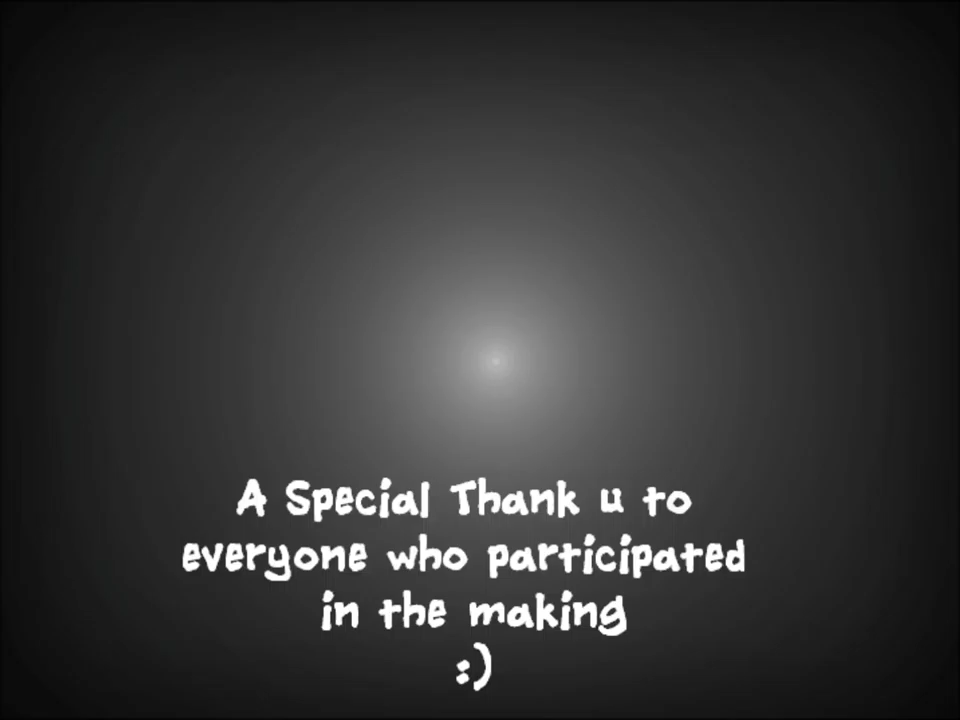 A Special Thank u to
everyone who participated
in the making
:)